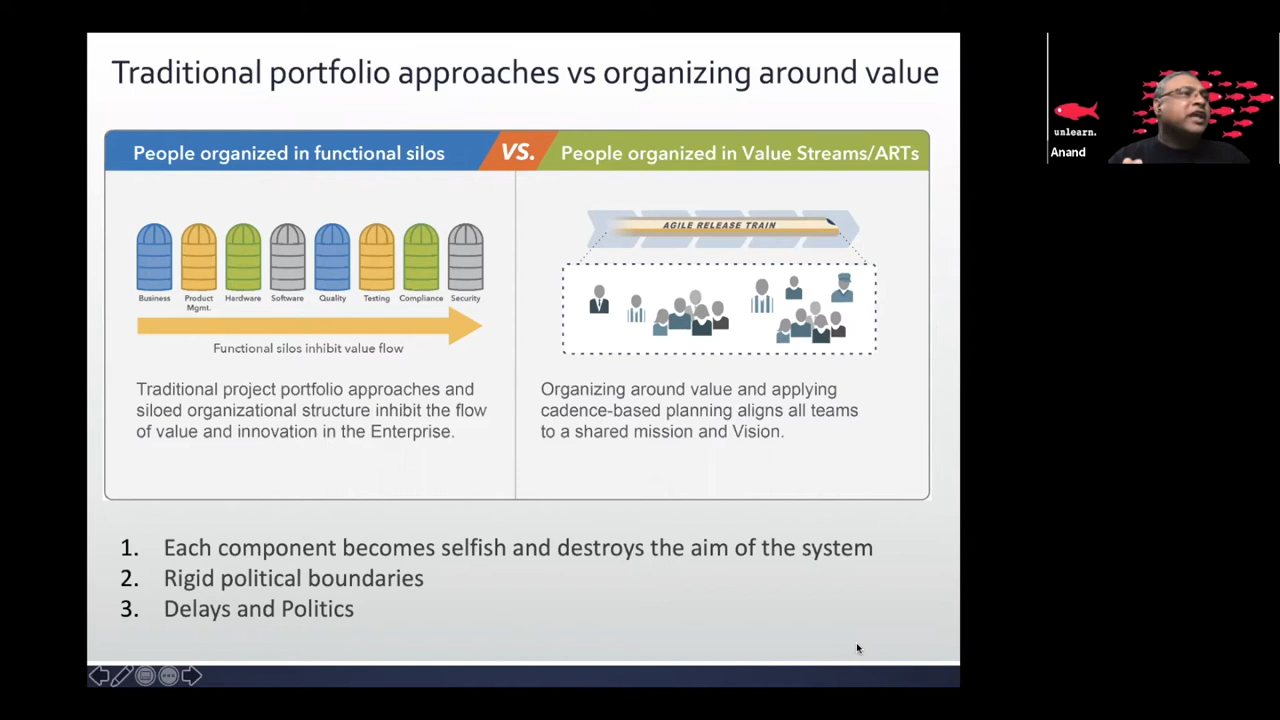 Traditional portfolio approaches vs organizing around value
People organized in functional silos
VS.
People organized in Value Streams/ARTs
Business
Product
Mgmt.
Hardware
Software
Quality
Testing
Compliance
Security
Functional silos inhibit value flow
Traditional project portfolio approaches and
siloed organizational structure inhibit the flow
of value and innovation in the Enterprise.
AGILE RELEASE TRAIN
Organizing around value and applying
cadence-based planning aligns all teams
to a shared mission and Vision.
1. Each component becomes selfish and destroys the aim of the system
2. Rigid political boundaries
3. Delays and Politics
unlearn.
Anand